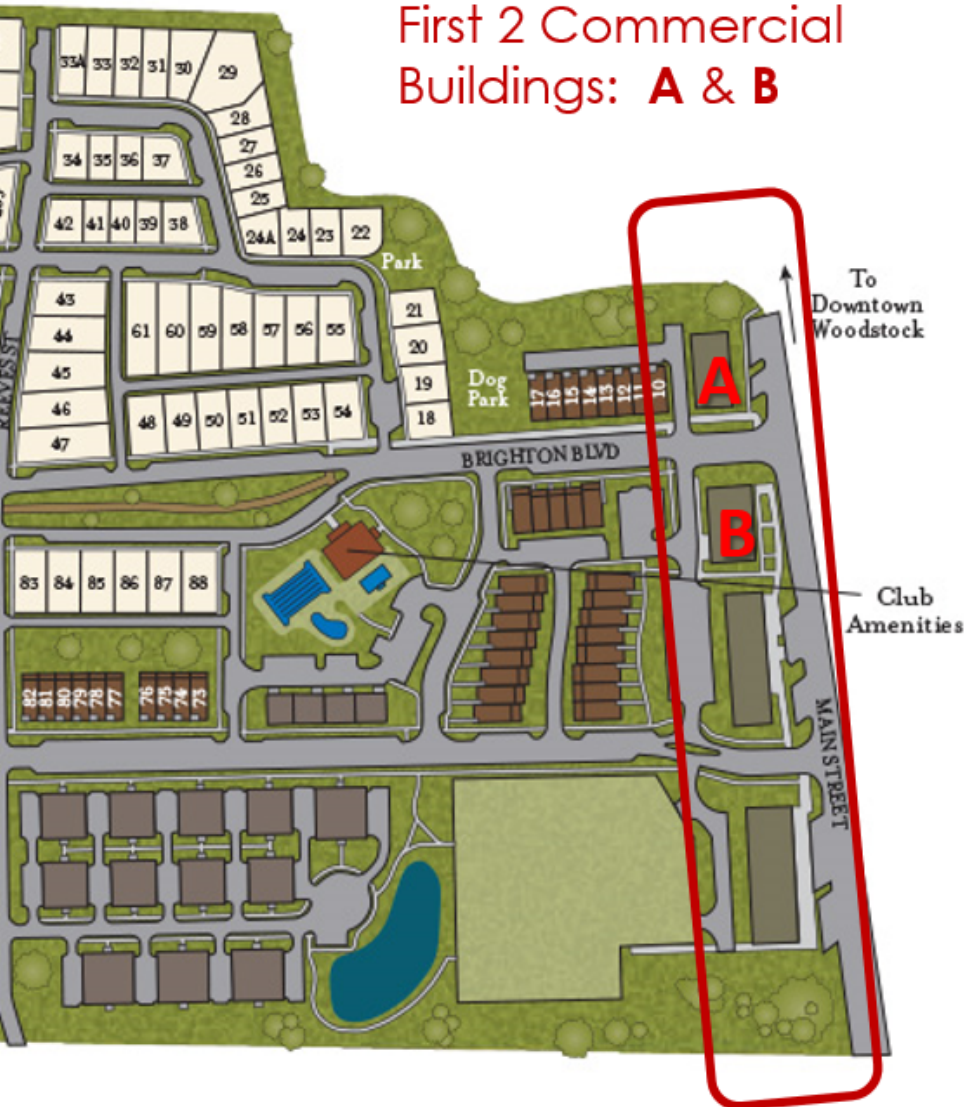 First 2 Commercial
Buildings: A & B
33A 33 32 31 30 29
28
27
26
25
24A 24 23 22
34 35 36 37
42 41 40 39 38
Park
43
44
45
46
47
61 60 59 58 57 56 55
48 49 50 51 52 53 54
21
20
19
18
Dog
Park
17 16 15 14 13 12 11 10
A
To
Downtown
Woodstock
REEVES ST
BRIGHTON BLVD
B
Club
Amenities
83 84 85 86 87 88
82 81 80 79 78 77 76 75 74 73
MAIN STREET